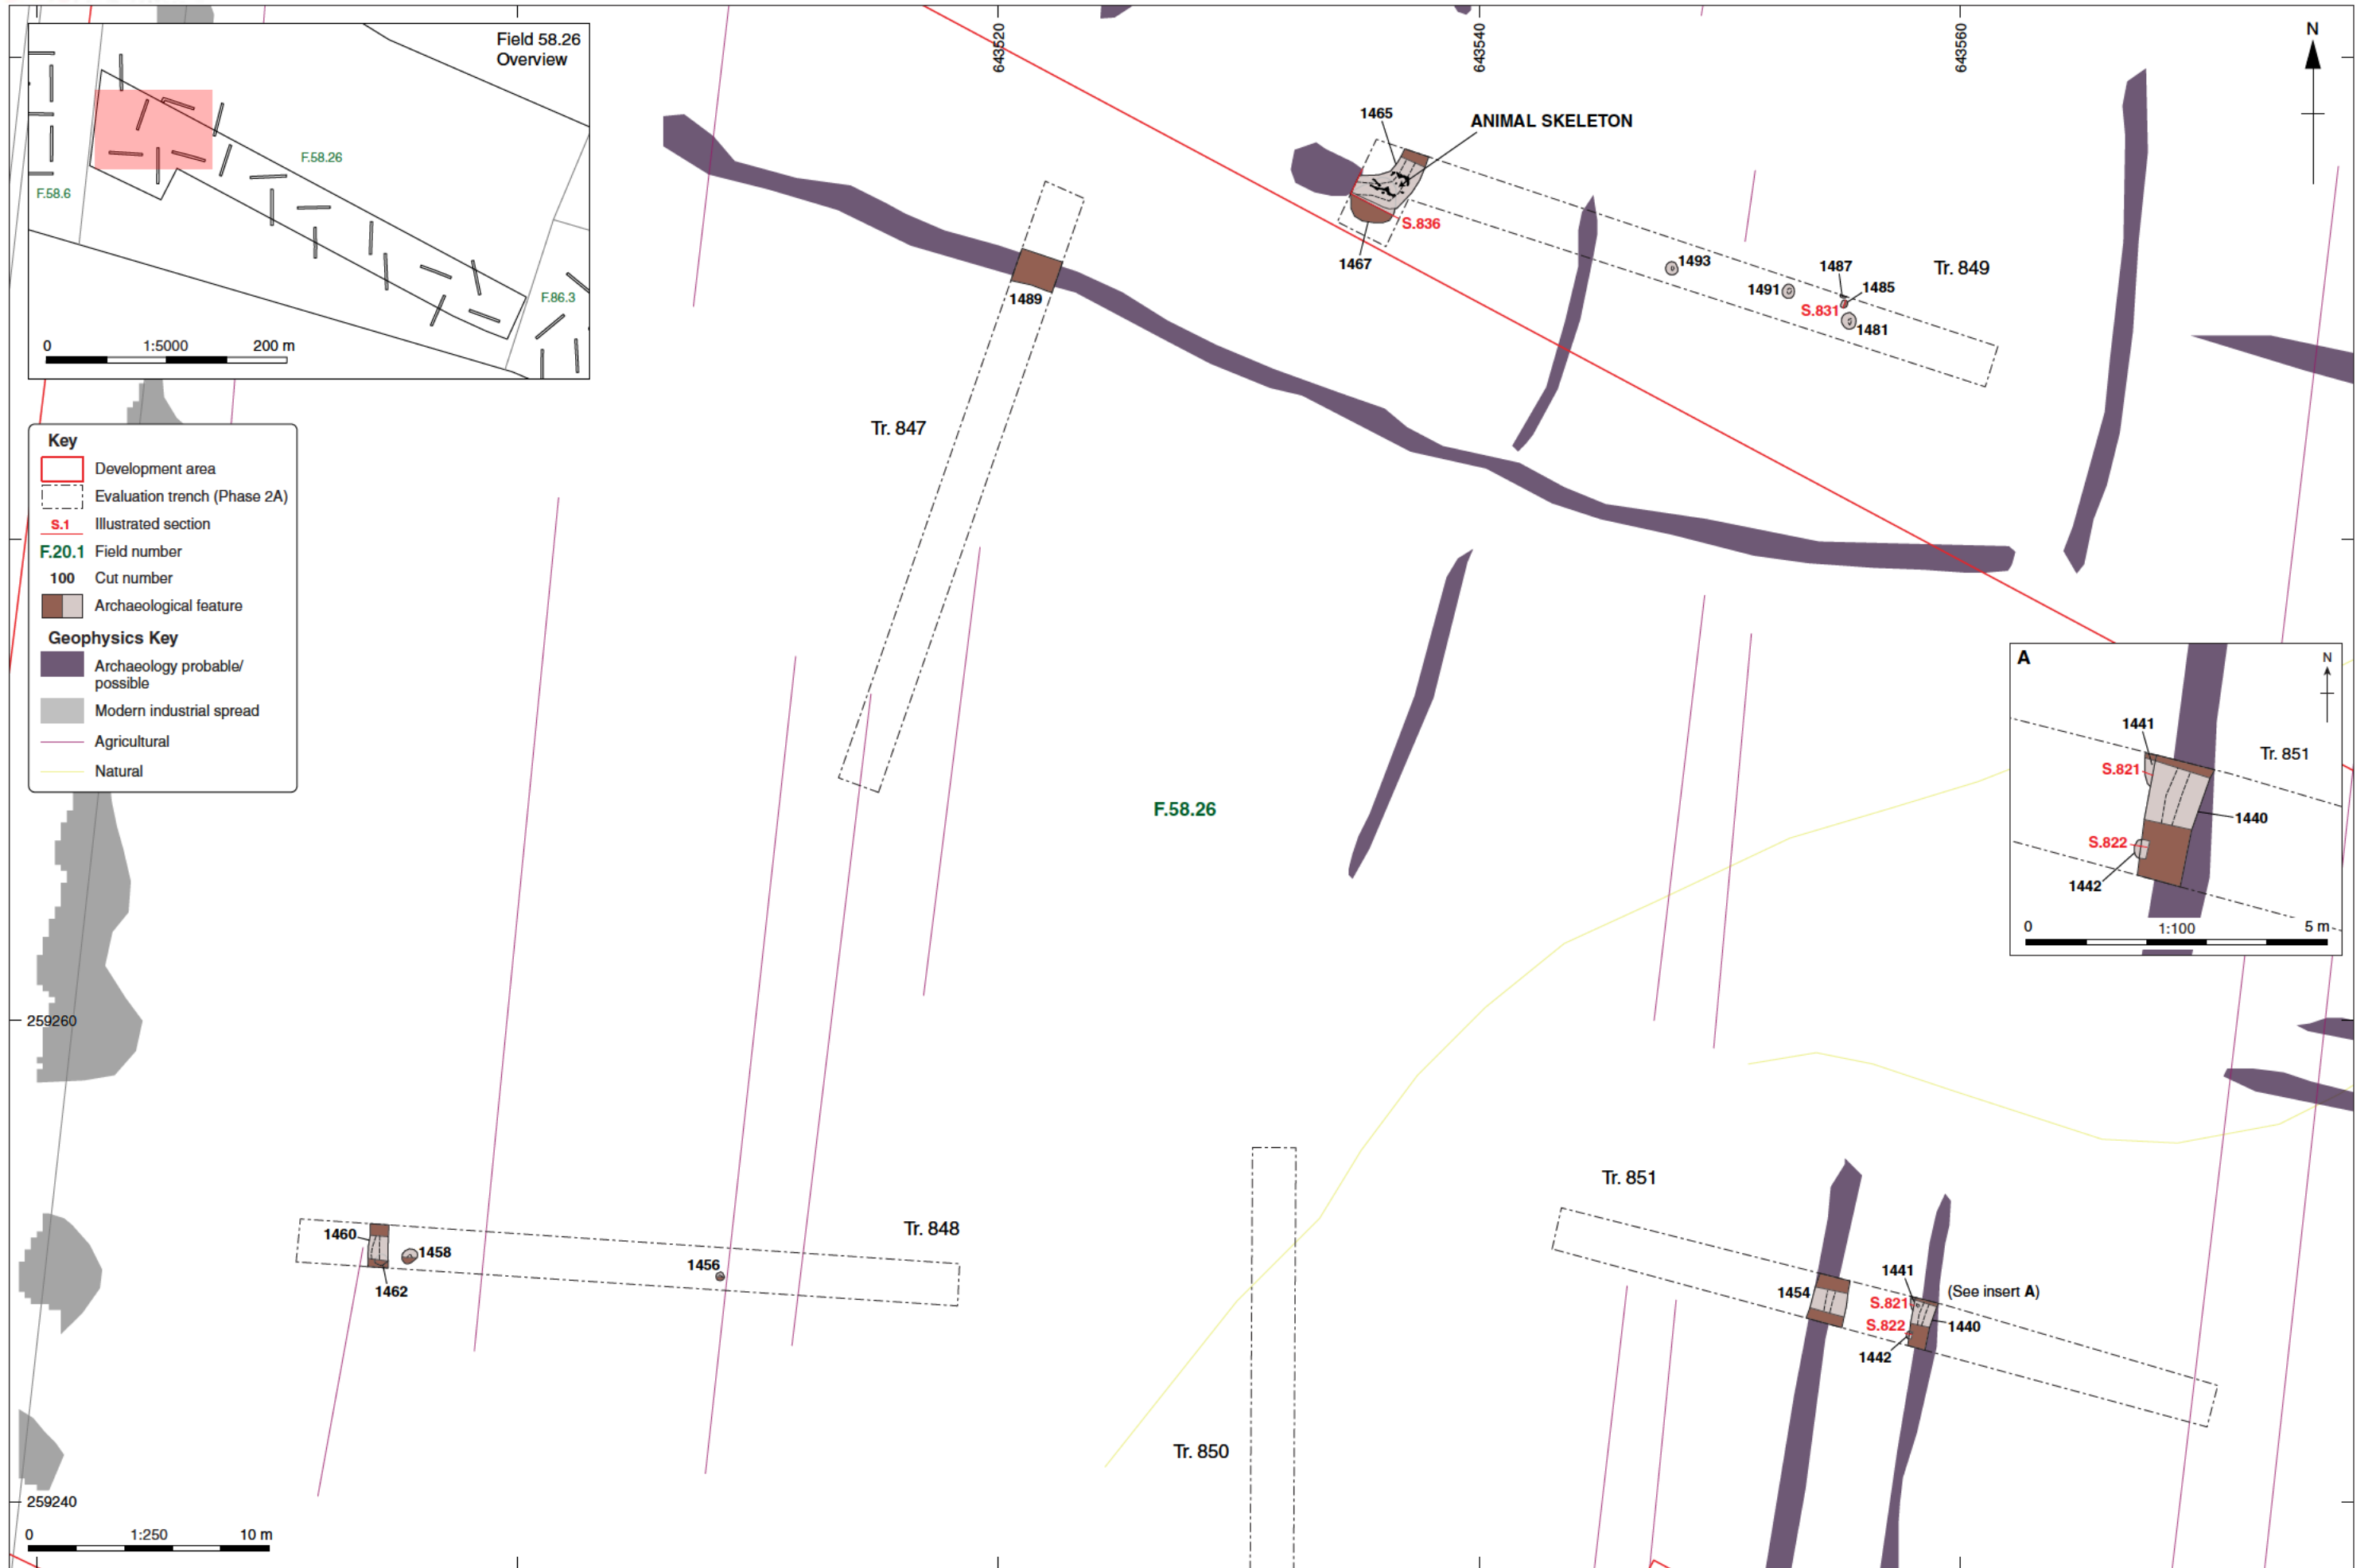 Field 58.26
Overview
F.58.26
F.58.6
F.86.3
0 1:5000 200 m
643520
643540
643560
N
1465
ANIMAL SKELETON
S.836
1467
1493
1487
1485
1491
S.831
1481
Tr. 849
1489
Tr. 847
Key
Development area
Evaluation trench (Phase 2A)
S.1 Illustrated section
F.20.1 Field number
100 Cut number
Archaeological feature
Geophysics Key
Archaeology probable/
possible
Modern industrial spread
Agricultural
Natural
F.58.26
A
N
1441
Tr. 851
S.821
1440
S.822
1442
0 1:100 5 m
259260
Tr. 851
Tr. 848
1460
1458
1456
1462
1441
(See insert A)
1454
S.821
S.822
1440
1442
Tr. 850
259240
0 1:250 10 m